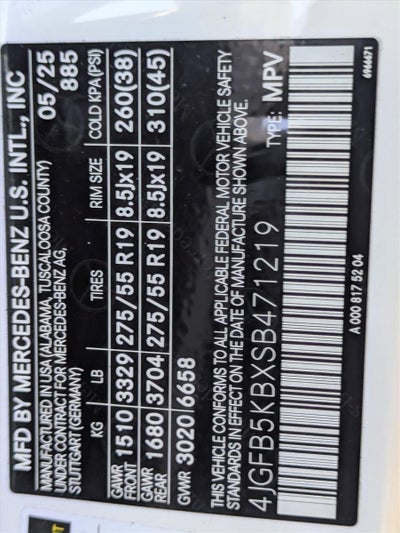 MFD BY MERCEDES-BENZ U.S. INTL., INC
MANUFACTURED IN USA (ALABAMA, TUSCALOOSA COUNTY) 05/25
UNDER CONTRACT FOR MERCEDES-BENZ AG, 885
STUTTGART (GERMANY)
KG LB TIRES RIM SIZE COLD KPA(PSI)
GAWR FRONT 1510 3329 275/55 R19 8.5Jx19 260(38)
GAWR REAR 1680 3704 275/55 R19 8.5Jx19 310(45)
GWR 3020 6658
THIS VEHICLE CONFORMS TO ALL APPLICABLE FEDERAL MOTOR VEHICLE SAFETY
STANDARDS IN EFFECT ON THE DATE OF MANUFACTURE SHOWN ABOVE.
4JGFB5KBXSB471219 TYPE: MPV
A 000 817 52 04
6966671